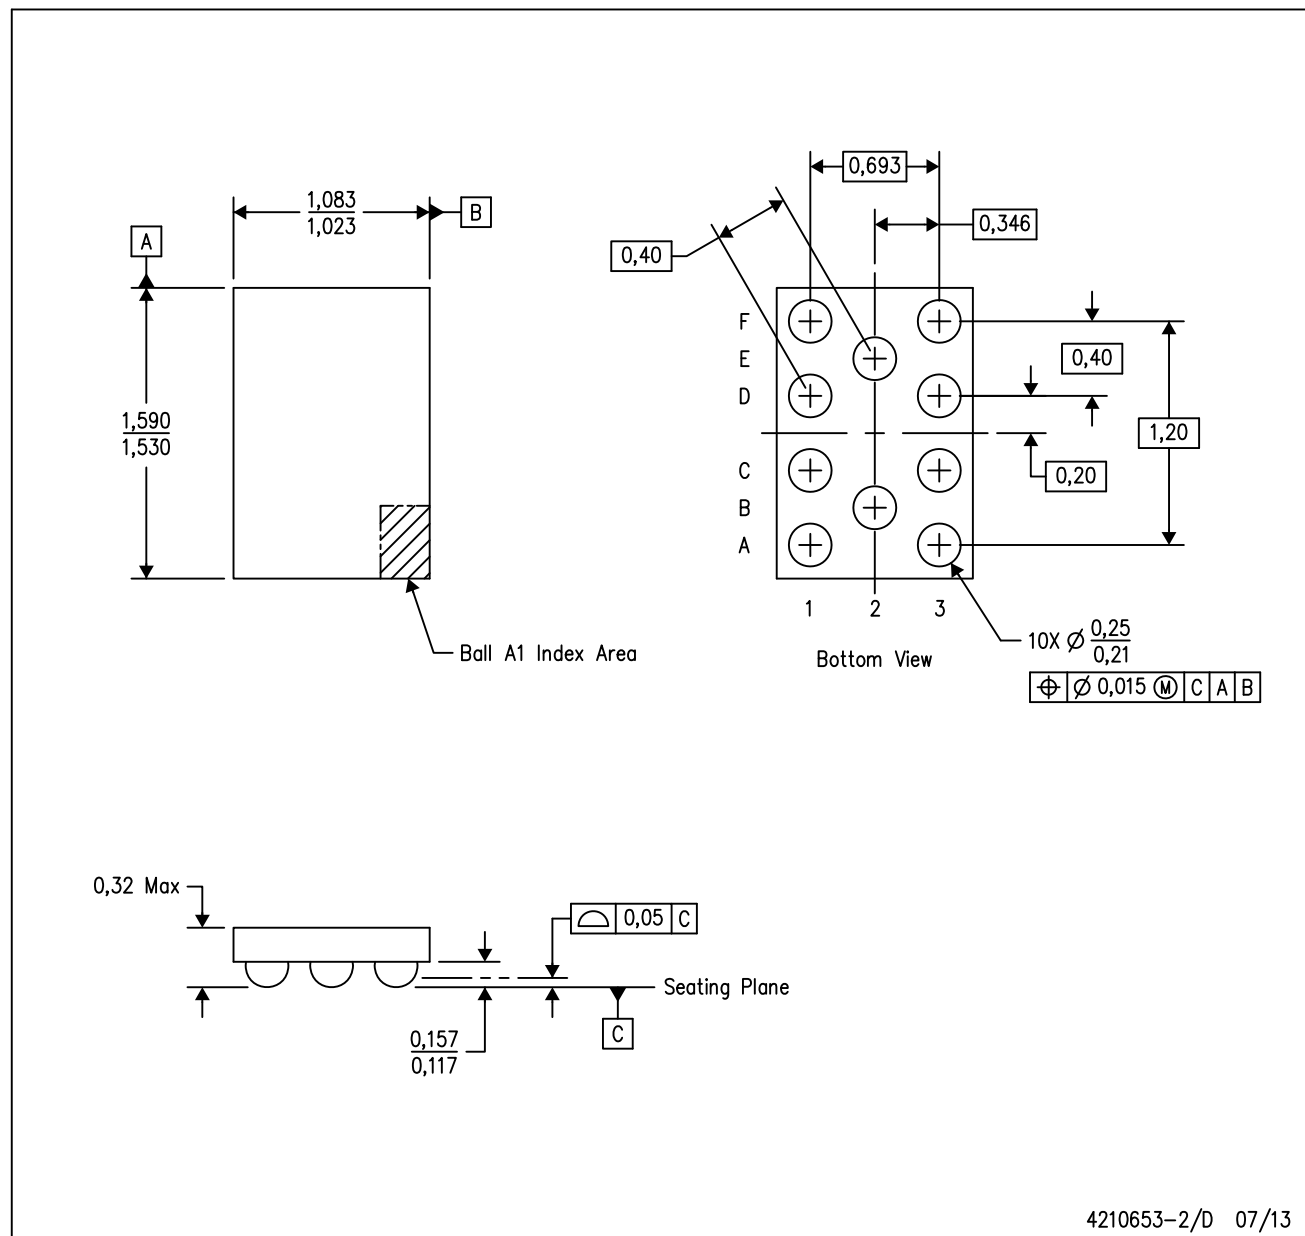 1,083
1,023
B
A
1,590
1,530
Ball A1 Index Area
0,693
0,346
0,40
F
E
D
C
B
A
0,40
1,20
0,20
1 2 3
Bottom View
10X Ø 0,25
0,21
⌖ Ø 0,015 Ⓜ C A B
0,32 Max
0,05 C
Seating Plane
C
0,157
0,117
4210653-2/D 07/13